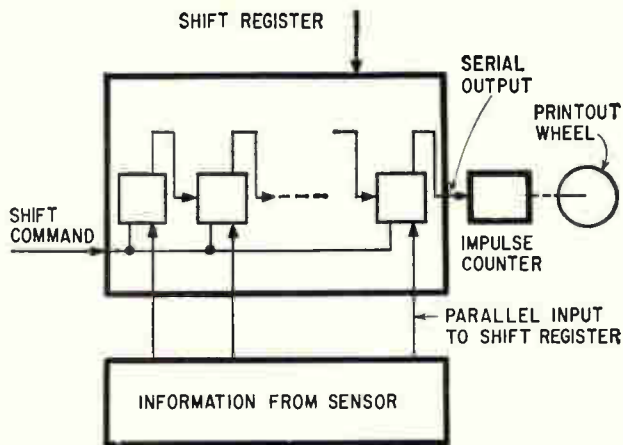 SHIFT REGISTER
SERIAL
OUTPUT
PRINTOUT
WHEEL
SHIFT
COMMAND
IMPULSE
COUNTER
PARALLEL INPUT
TO SHIFT REGISTER
INFORMATION FROM SENSOR